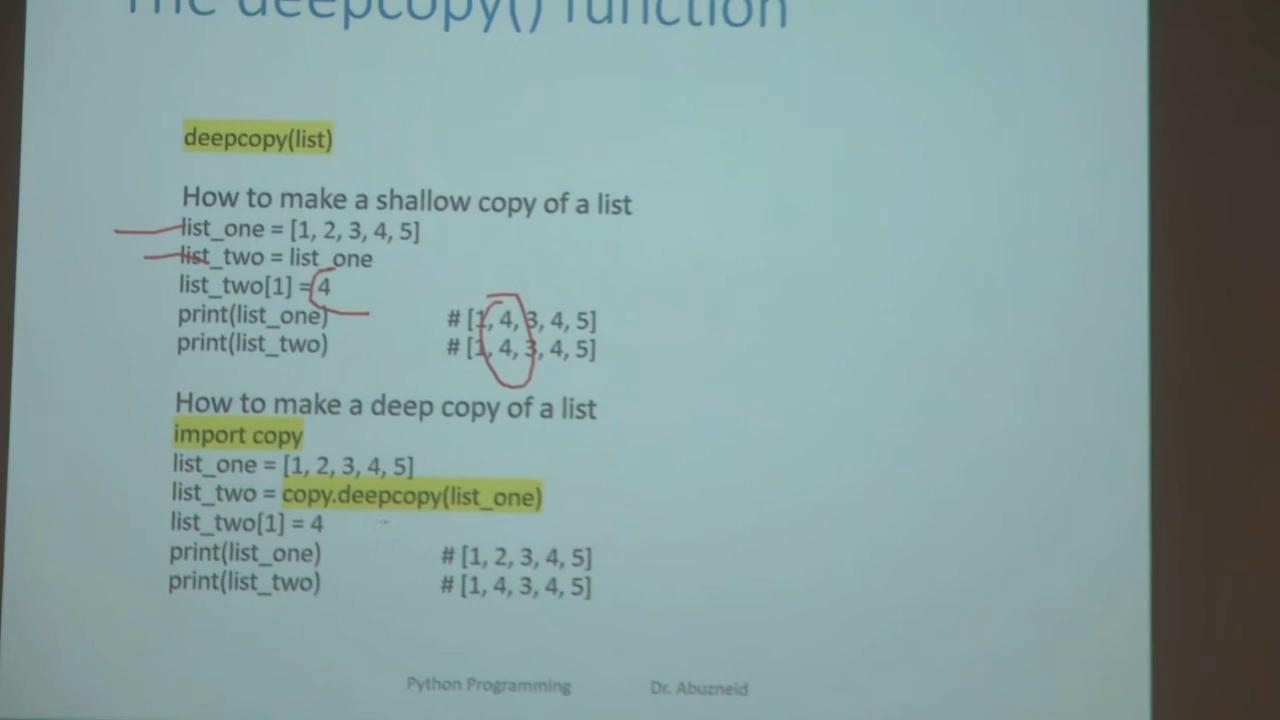 The deepcopy() function
deepcopy(list)
How to make a shallow copy of a list
list_one = [1, 2, 3, 4, 5]
list_two = list_one
list_two[1] = 4
print(list_one) # [1, 4, 3, 4, 5]
print(list_two) # [1, 4, 3, 4, 5]
How to make a deep copy of a list
import copy
list_one = [1, 2, 3, 4, 5]
list_two = copy.deepcopy(list_one)
list_two[1] = 4
print(list_one) # [1, 2, 3, 4, 5]
print(list_two) # [1, 4, 3, 4, 5]
Python Programming Dr. Abuzneid